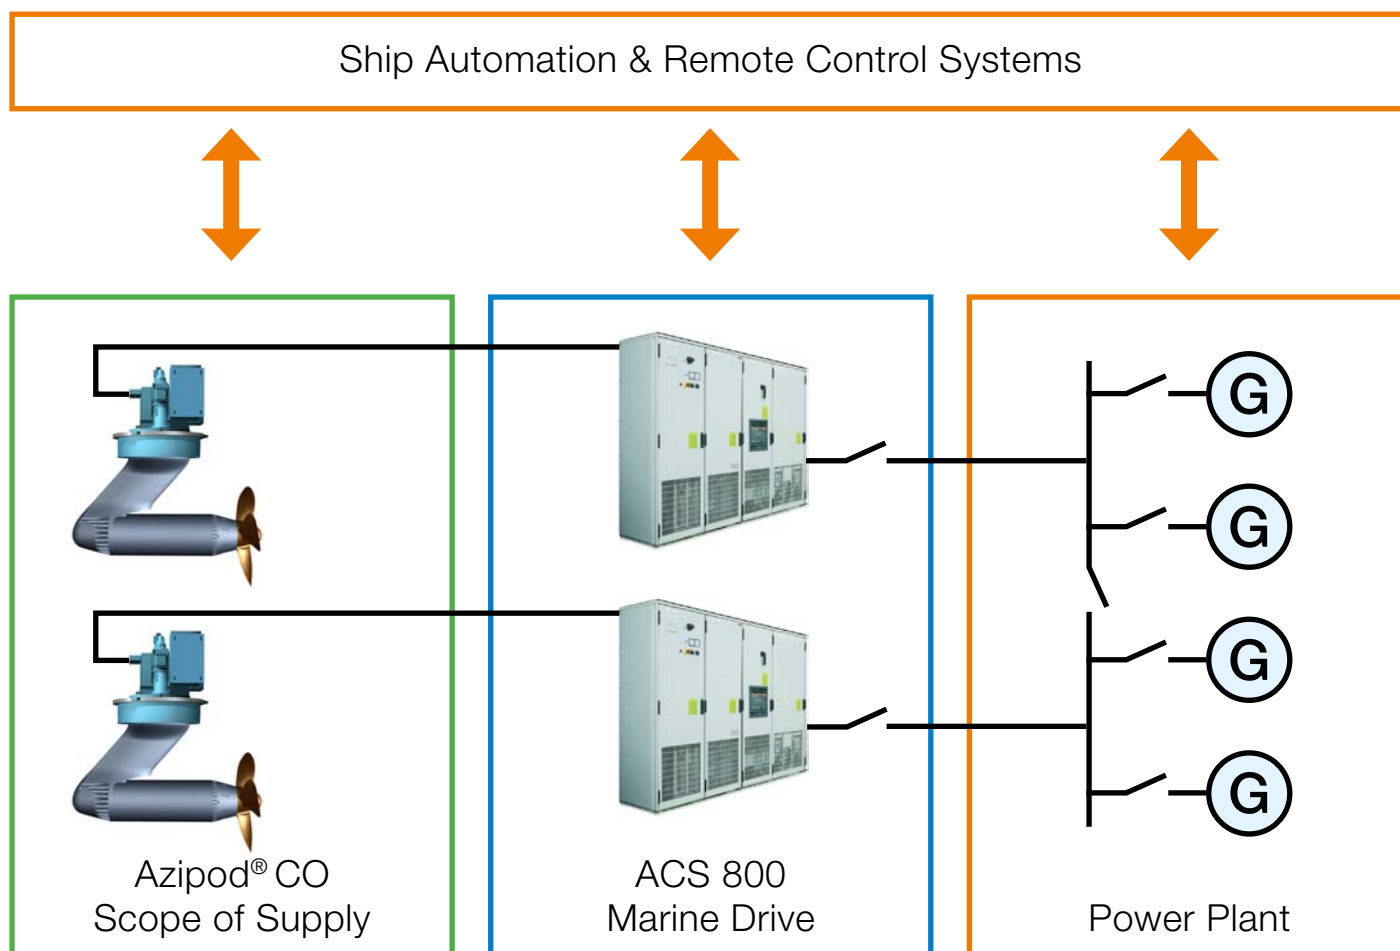 Ship Automation & Remote Control Systems
G
G
G
G
Azipod® CO
Scope of Supply
ACS 800
Marine Drive
Power Plant